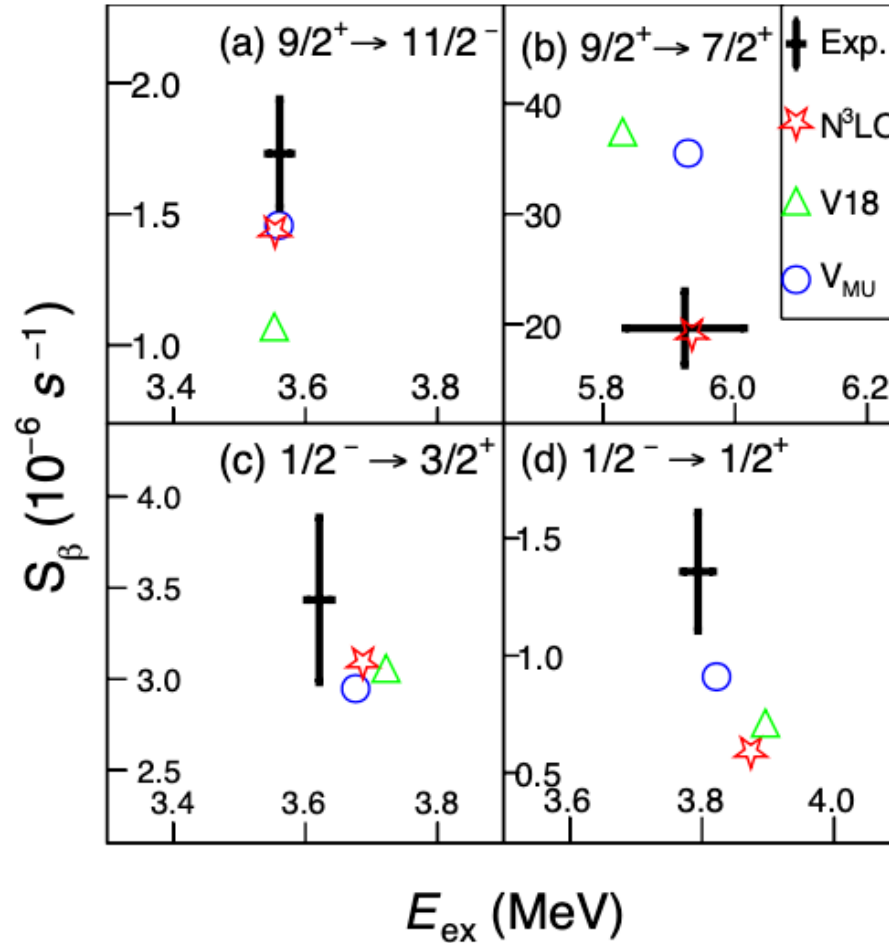 (a) 9/2⁺ → 11/2⁻
2.0
1.5
1.0
3.4 3.6 3.8
(b) 9/2⁺ → 7/2⁺
40
30
20
5.8 6.0 6.2
Exp.
N³LO
V18
V_MU
S_β (10⁻⁶ s⁻¹)
(c) 1/2⁻ → 3/2⁺
4.0
3.5
3.0
2.5
3.4 3.6 3.8
(d) 1/2⁻ → 1/2⁺
1.5
1.0
0.5
3.6 3.8 4.0
E_ex (MeV)